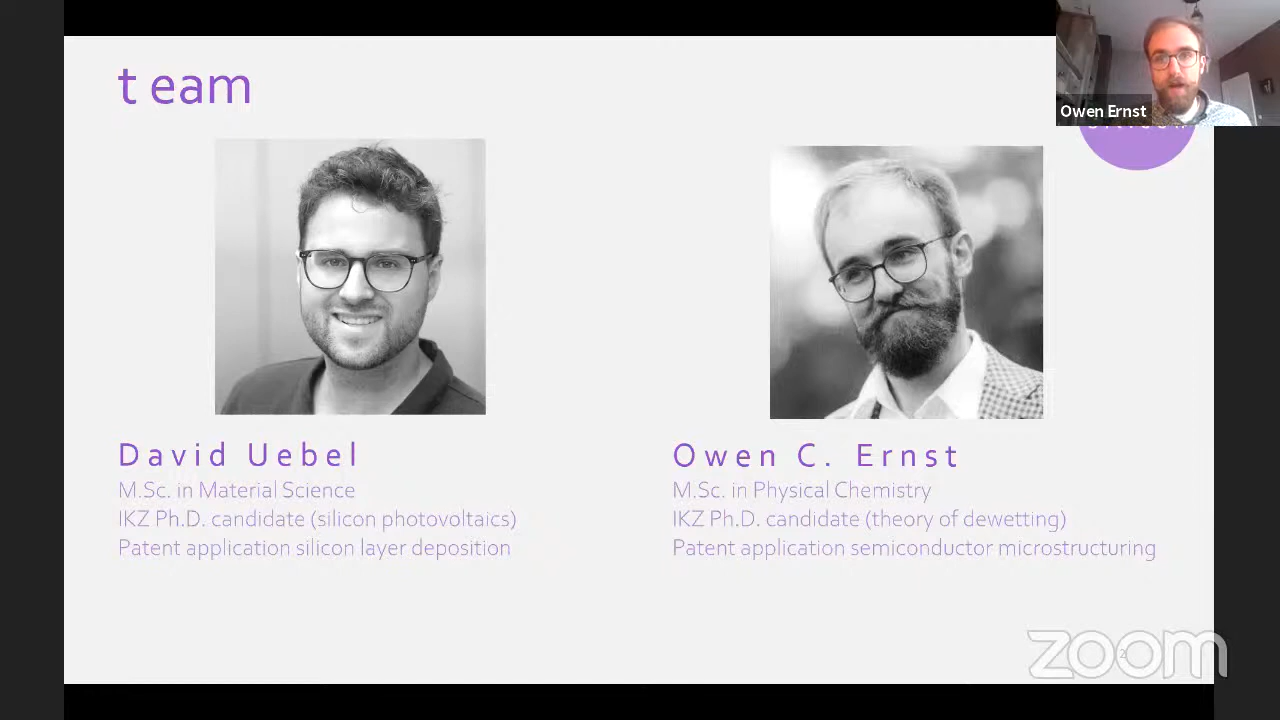 team
Owen Ernst
David Uebel
M.Sc. in Material Science
IKZ Ph.D. candidate (silicon photovoltaics)
Patent application silicon layer deposition
Owen C. Ernst
M.Sc. in Physical Chemistry
IKZ Ph.D. candidate (theory of dewetting)
Patent application semiconductor microstructuring
2
zoom